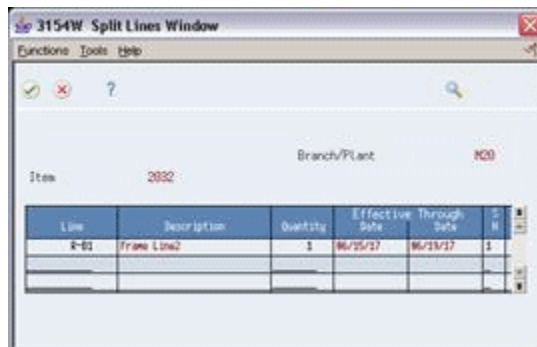 3154W Split Lines Window
Functions Tools Help
?
Branch/Plant M20
Item 2032
Line Description Quantity Effective Date Through Date S H
R-01 Frame Line2 1 06/15/17 06/19/17 1